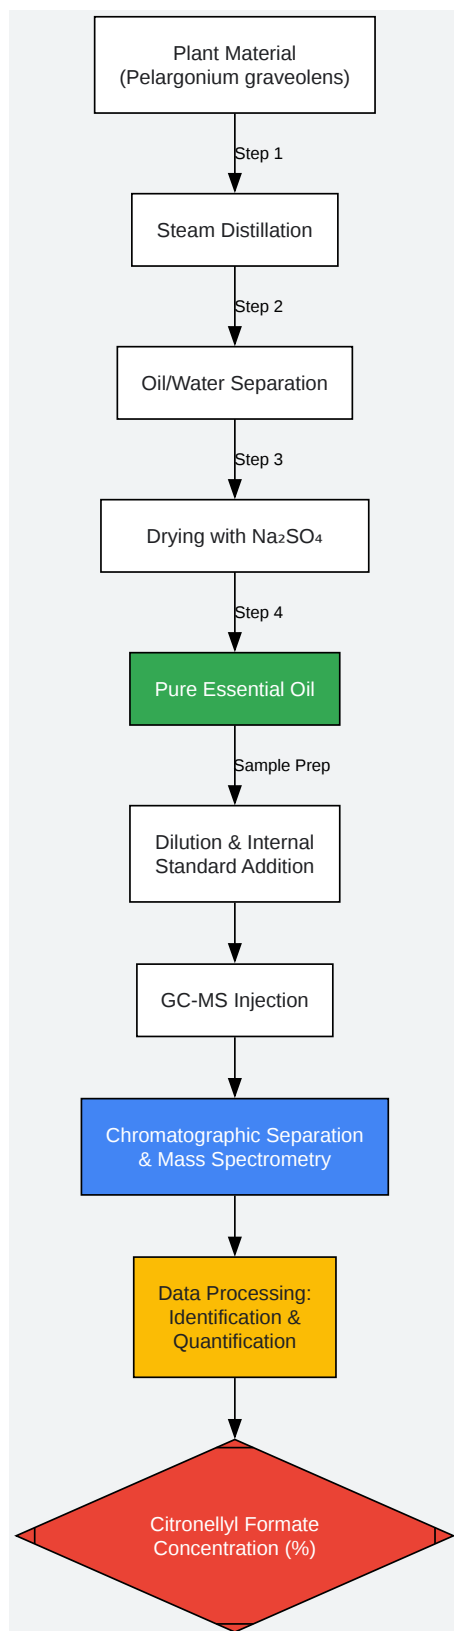 Plant Material
(Pelargonium graveolens)
Step 1
Steam Distillation
Step 2
Oil/Water Separation
Step 3
Drying with Na₂SO₄
Step 4
Pure Essential Oil
Sample Prep
Dilution & Internal
Standard Addition
GC-MS Injection
Chromatographic Separation
& Mass Spectrometry
Data Processing:
Identification &
Quantification
Citronellyl Formate
Concentration (%)